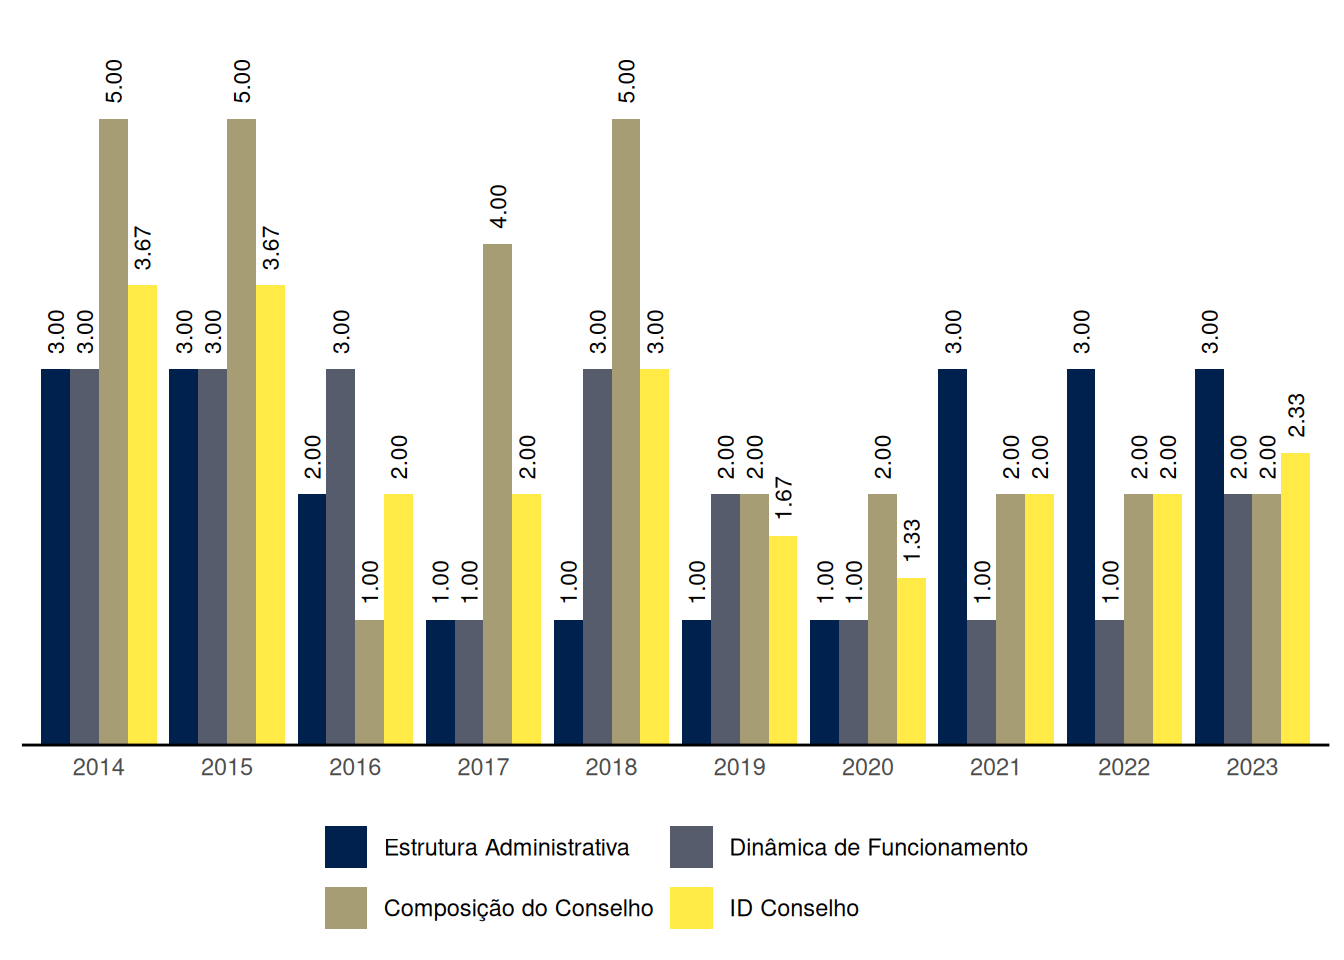 5.00 5.00 5.00
4.00
3.67 3.67
3.00 3.00 3.00 3.00 3.00 3.00 3.00 3.00 3.00 3.00
2.33
2.00 2.00 2.00 2.00 2.00 2.00 2.00 2.00 2.00 2.00 2.00 2.00
1.67
1.33
1.00 1.00 1.00 1.00 1.00 1.00 1.00 1.00 1.00
2014 2015 2016 2017 2018 2019 2020 2021 2022 2023
Estrutura Administrativa Dinâmica de Funcionamento
Composição do Conselho ID Conselho